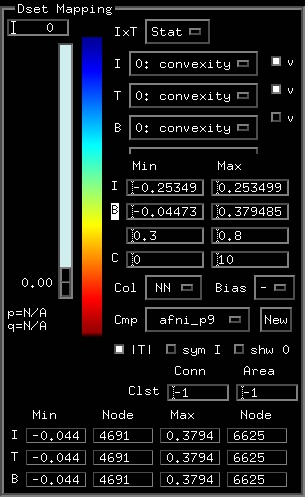 Dset Mapping
0
IxT Stat
I 0: convexity v
T 0: convexity v
B 0: convexity v
Min Max
I -0.25349 0.253499
B -0.04473 0.379485
0.3 0.8
C 0 10
0.00
Col NN Bias -
p=N/A
q=N/A
Cmp afni_p9 New
|T| sym I shw 0
Conn Area
Clst -1 -1
Min Node Max Node
I -0.044 4691 0.3794 6625
T -0.044 4691 0.3794 6625
B -0.044 4691 0.3794 6625